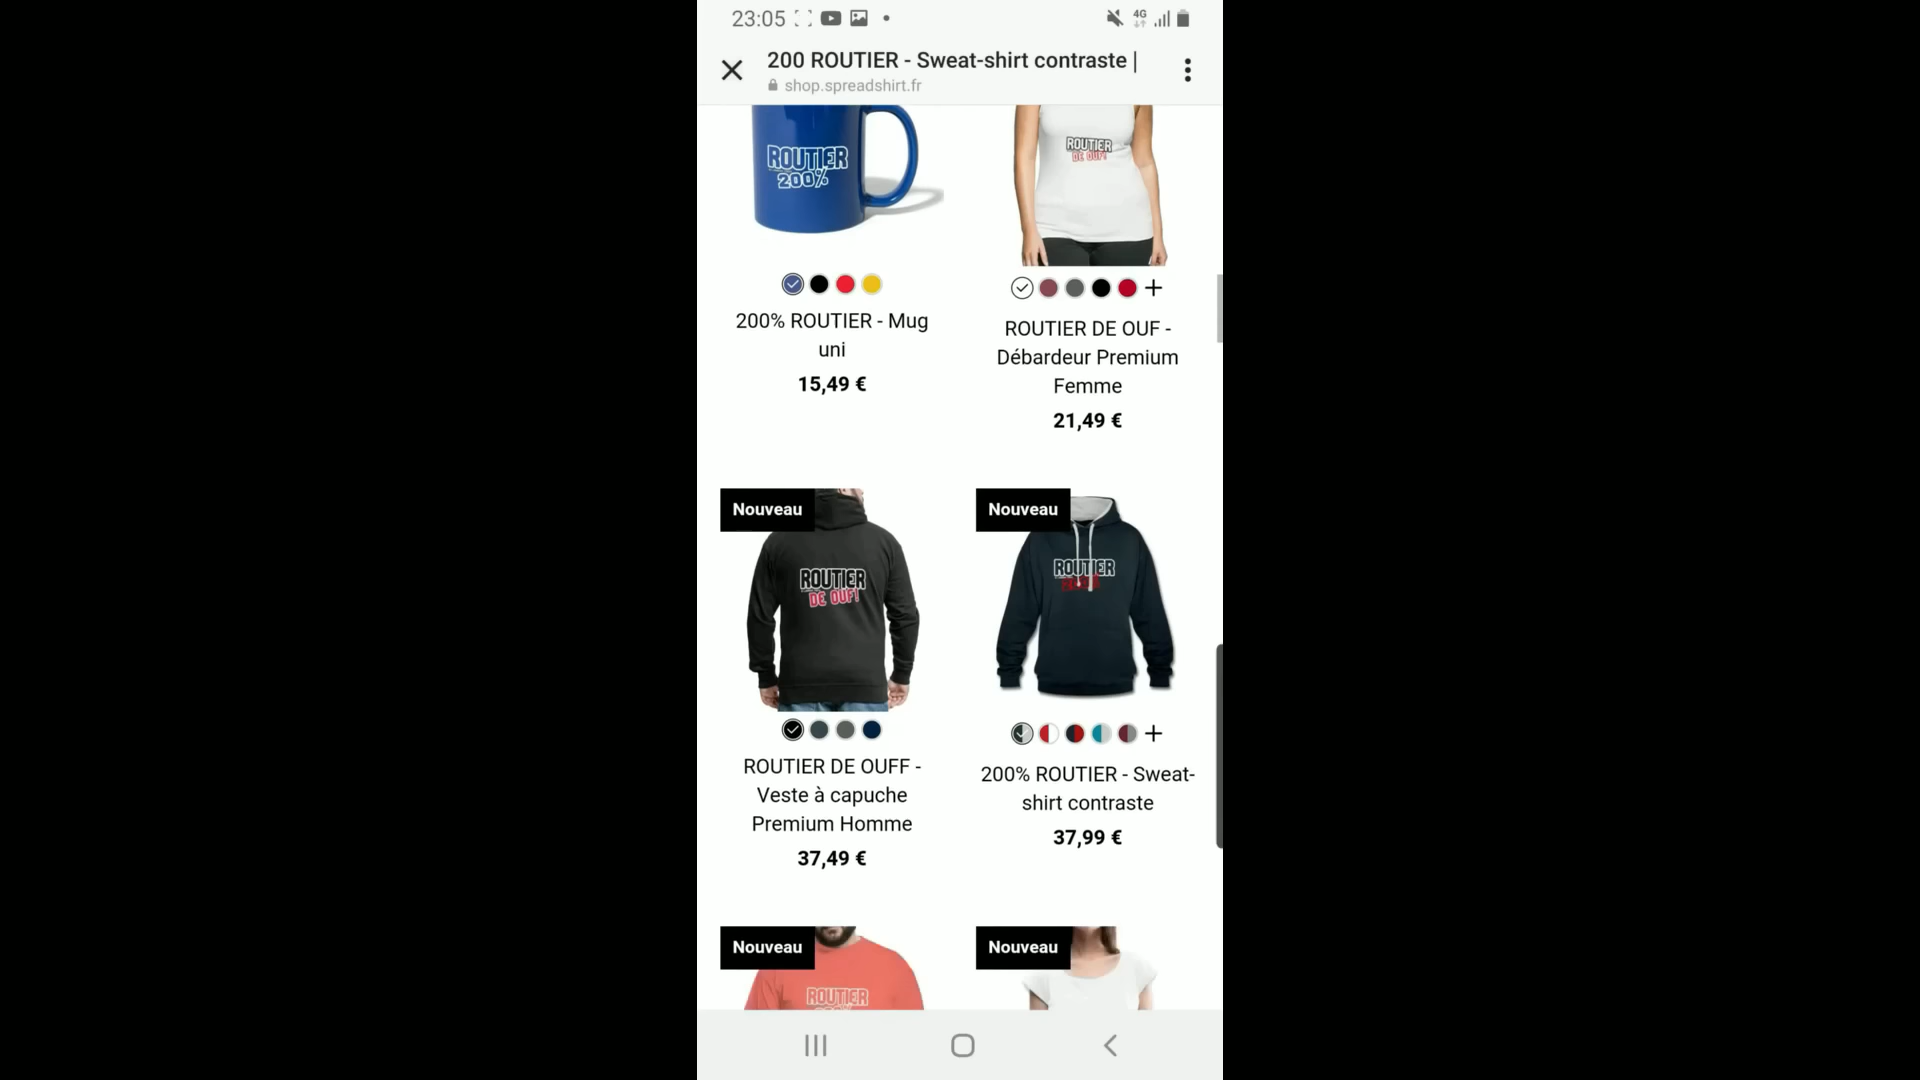 23:05
4G
200 ROUTIER - Sweat-shirt contraste |
shop.spreadshirt.fr
ROUTIER
200%
ROUTIER
DE OUF!
200% ROUTIER - Mug
uni
15,49 €
ROUTIER DE OUF -
Débardeur Premium
Femme
21,49 €
Nouveau
ROUTIER
DE OUF!
Nouveau
ROUTIER
ROUTIER DE OUFF -
Veste à capuche
Premium Homme
37,49 €
200% ROUTIER - Sweat-
shirt contraste
37,99 €
Nouveau
ROUTIER
Nouveau